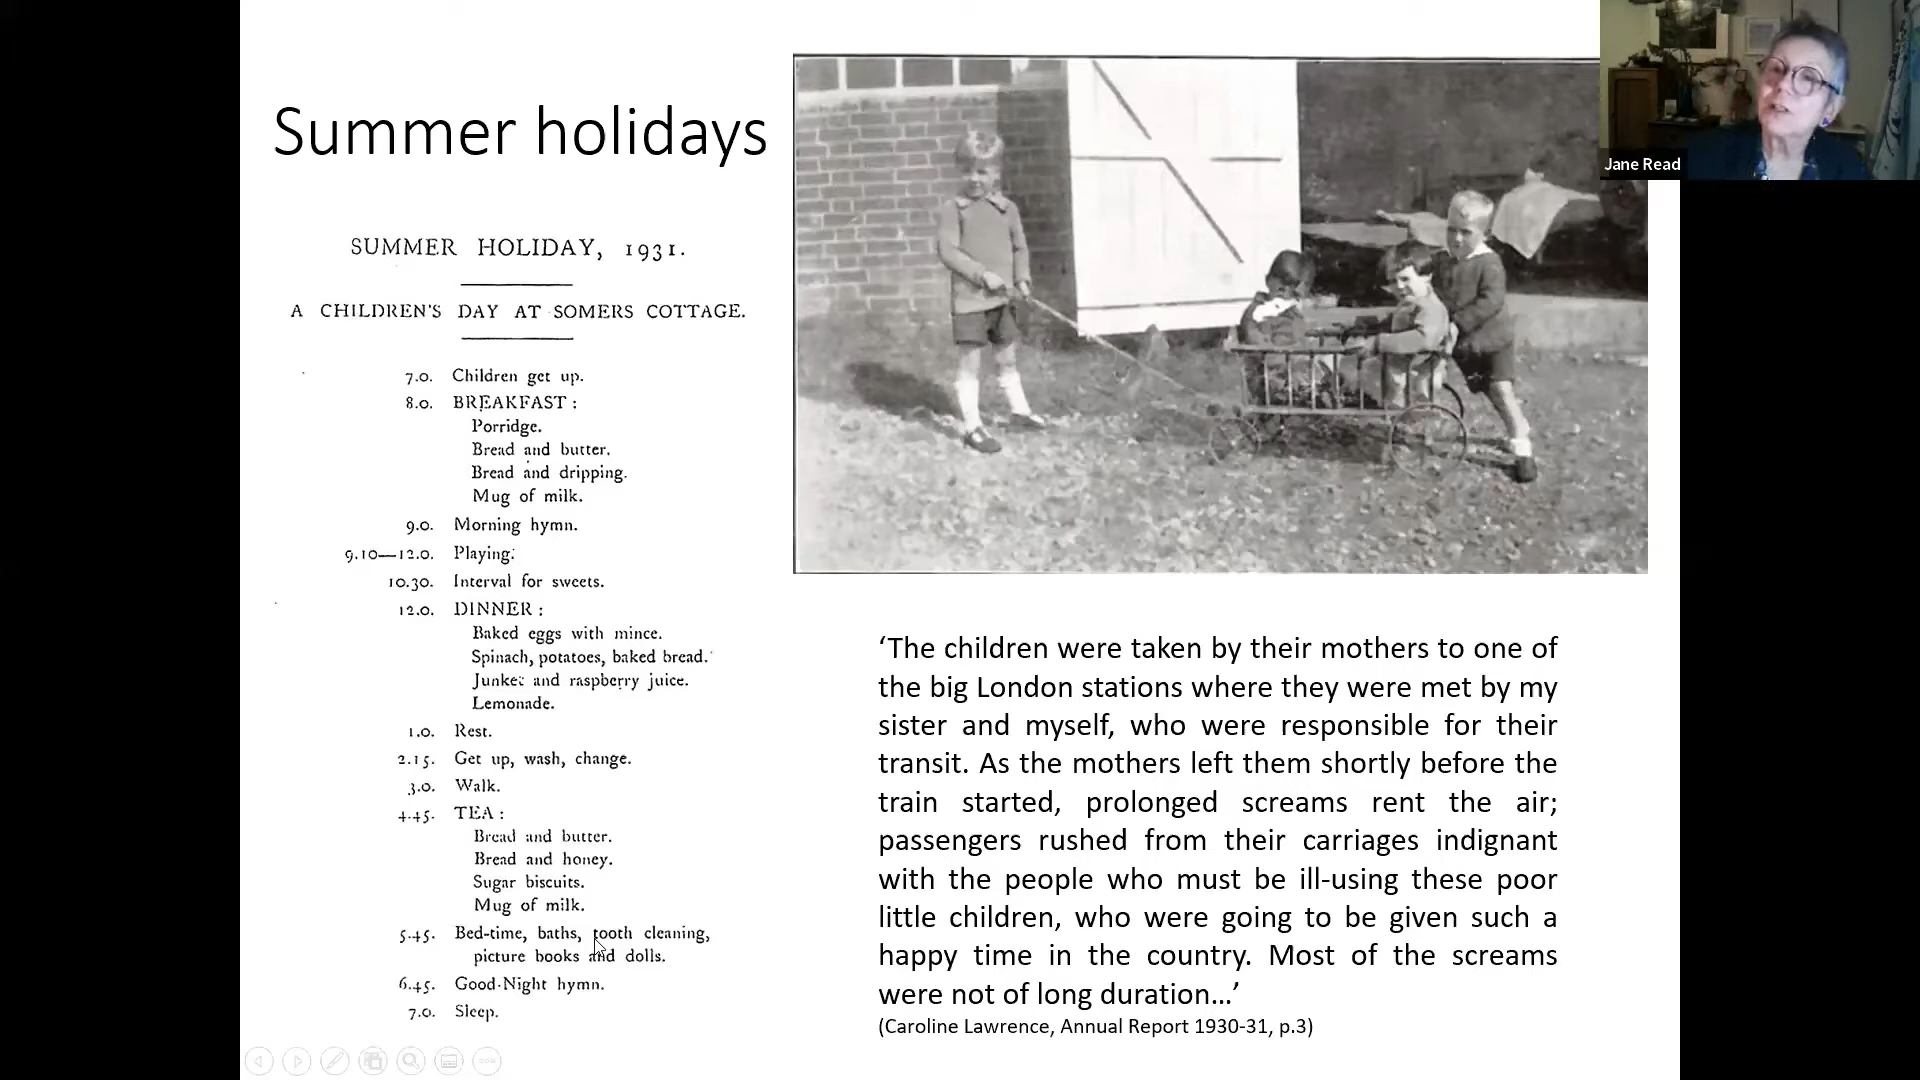 Summer holidays
SUMMER HOLIDAY, 1931.
A CHILDREN'S DAY AT SOMERS COTTAGE.
7.0. Children get up.
8.0. BREAKFAST :
Porridge.
Bread and butter.
Bread and dripping.
Mug of milk.
9.0. Morning hymn.
9.10—12.0. Playing.
10.30. Interval for sweets.
12.0. DINNER :
Baked eggs with mince.
Spinach, potatoes, baked bread.
Junket and raspberry juice.
Lemonade.
1.0. Rest.
2.15. Get up, wash, change.
3.0. Walk.
4.45. TEA :
Bread and butter.
Bread and honey.
Sugar biscuits.
Mug of milk.
5.45. Bed-time, baths, tooth cleaning,
picture books and dolls.
6.45. Good-Night hymn.
7.0. Sleep.
Jane Read
‘The children were taken by their mothers to one of
the big London stations where they were met by my
sister and myself, who were responsible for their
transit. As the mothers left them shortly before the
train started, prolonged screams rent the air;
passengers rushed from their carriages indignant
with the people who must be ill-using these poor
little children, who were going to be given such a
happy time in the country. Most of the screams
were not of long duration…’
(Caroline Lawrence, Annual Report 1930-31, p.3)